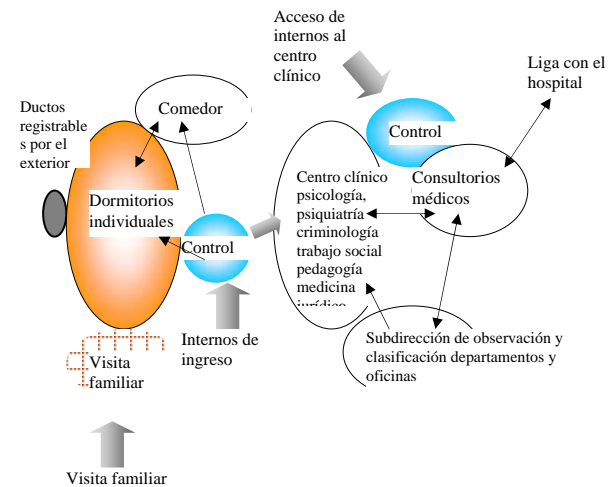 Acceso de
internos al
centro
clínico
Liga con el
hospital
Ductos
registrable
s por el
exterior
Comedor
Control
Dormitorios
individuales
Control
Centro clínico
psicología,
psiquiatría
criminología
trabajo social
pedagogía
medicina
jurídico
Consultorios
médicos
Internos de
ingreso
Subdirección de observación y
clasificación departamentos y
oficinas
Visita
familiar
Visita familiar